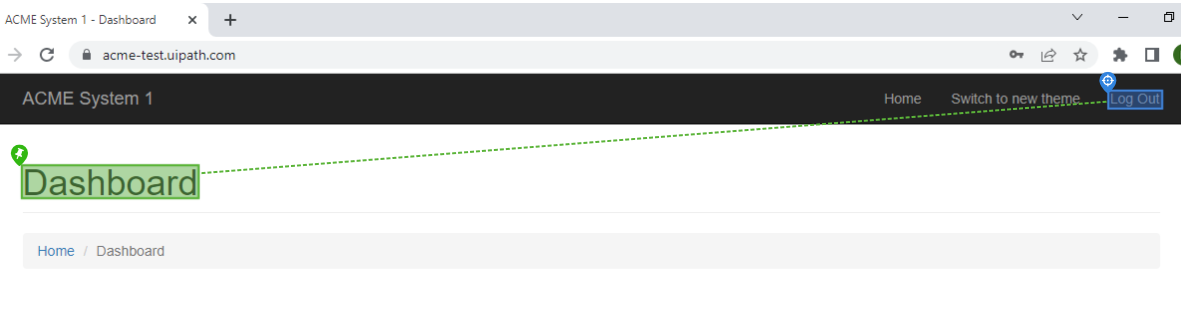 ACME System 1 - Dashboard
acme-test.uipath.com
ACME System 1 Home Switch to new theme Log Out
Dashboard
Home / Dashboard